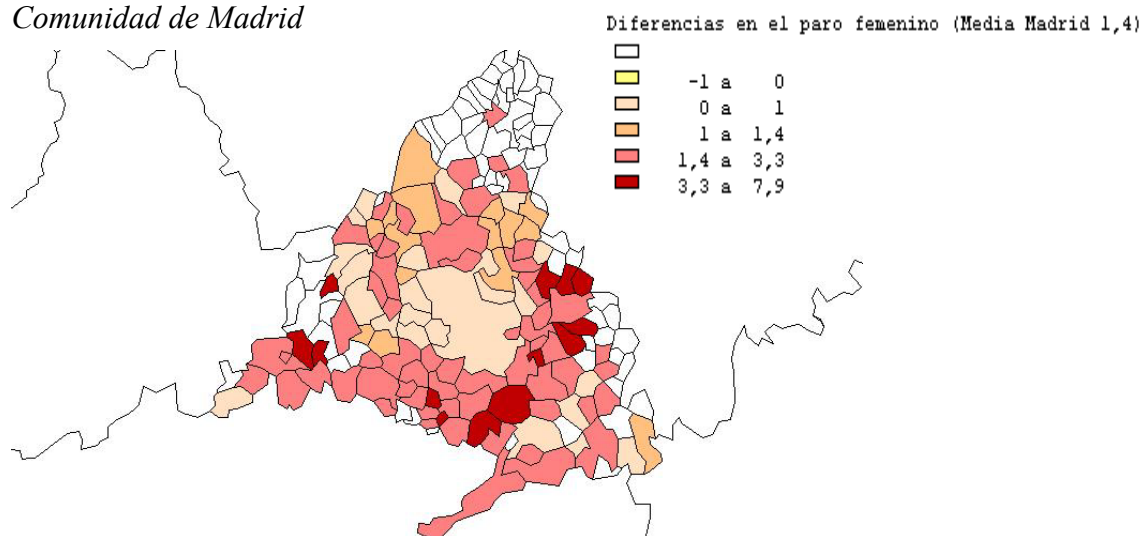 Comunidad de Madrid
Diferencias en el paro femenino (Media Madrid 1,4)
-1 a 0
0 a 1
1 a 1,4
1,4 a 3,3
3,3 a 7,9